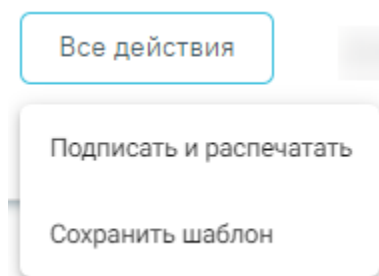 Все действия
Подписать и распечатать
Сохранить шаблон